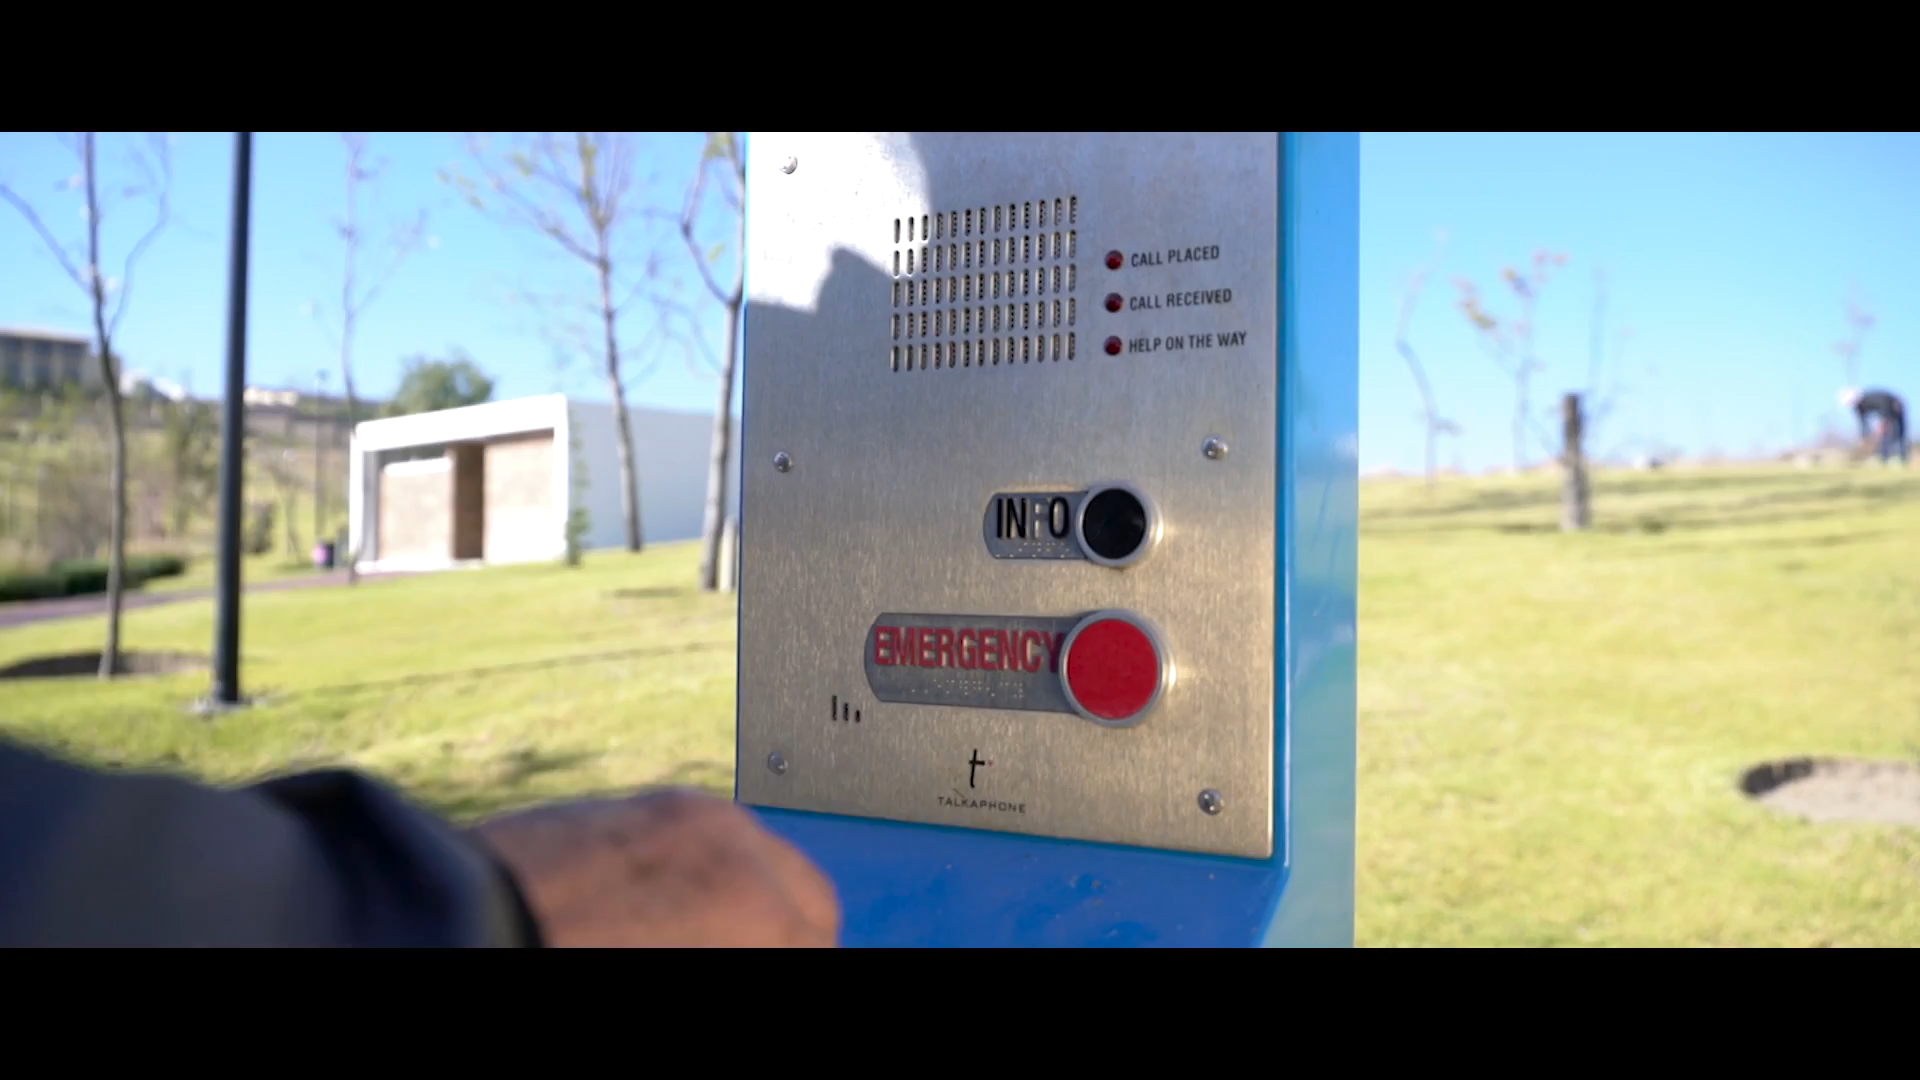 CALL PLACED
CALL RECEIVED
HELP ON THE WAY
INFO
EMERGENCY
t
TALKAPHONE